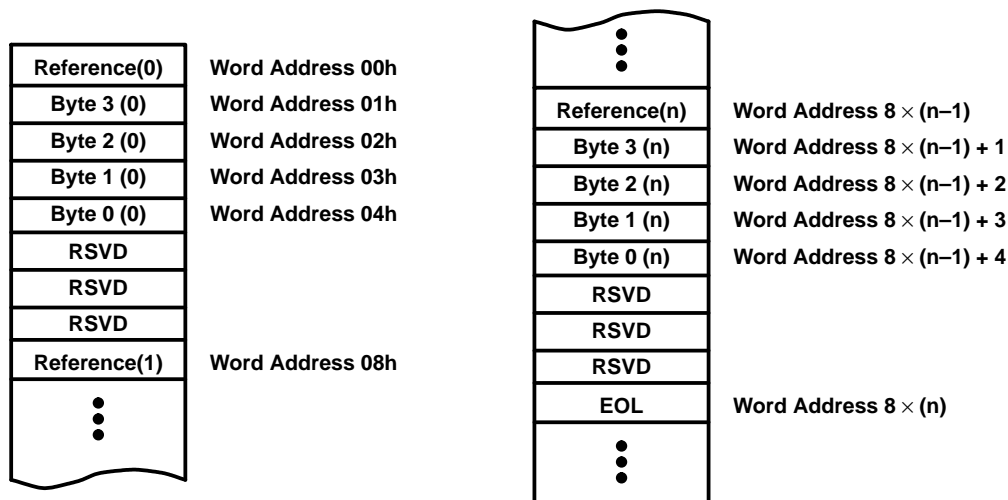 Reference(0) Word Address 00h
Byte 3 (0) Word Address 01h
Byte 2 (0) Word Address 02h
Byte 1 (0) Word Address 03h
Byte 0 (0) Word Address 04h
RSVD
RSVD
RSVD
Reference(1) Word Address 08h
Reference(n) Word Address 8 × (n–1)
Byte 3 (n) Word Address 8 × (n–1) + 1
Byte 2 (n) Word Address 8 × (n–1) + 2
Byte 1 (n) Word Address 8 × (n–1) + 3
Byte 0 (n) Word Address 8 × (n–1) + 4
RSVD
RSVD
RSVD
EOL Word Address 8 × (n)